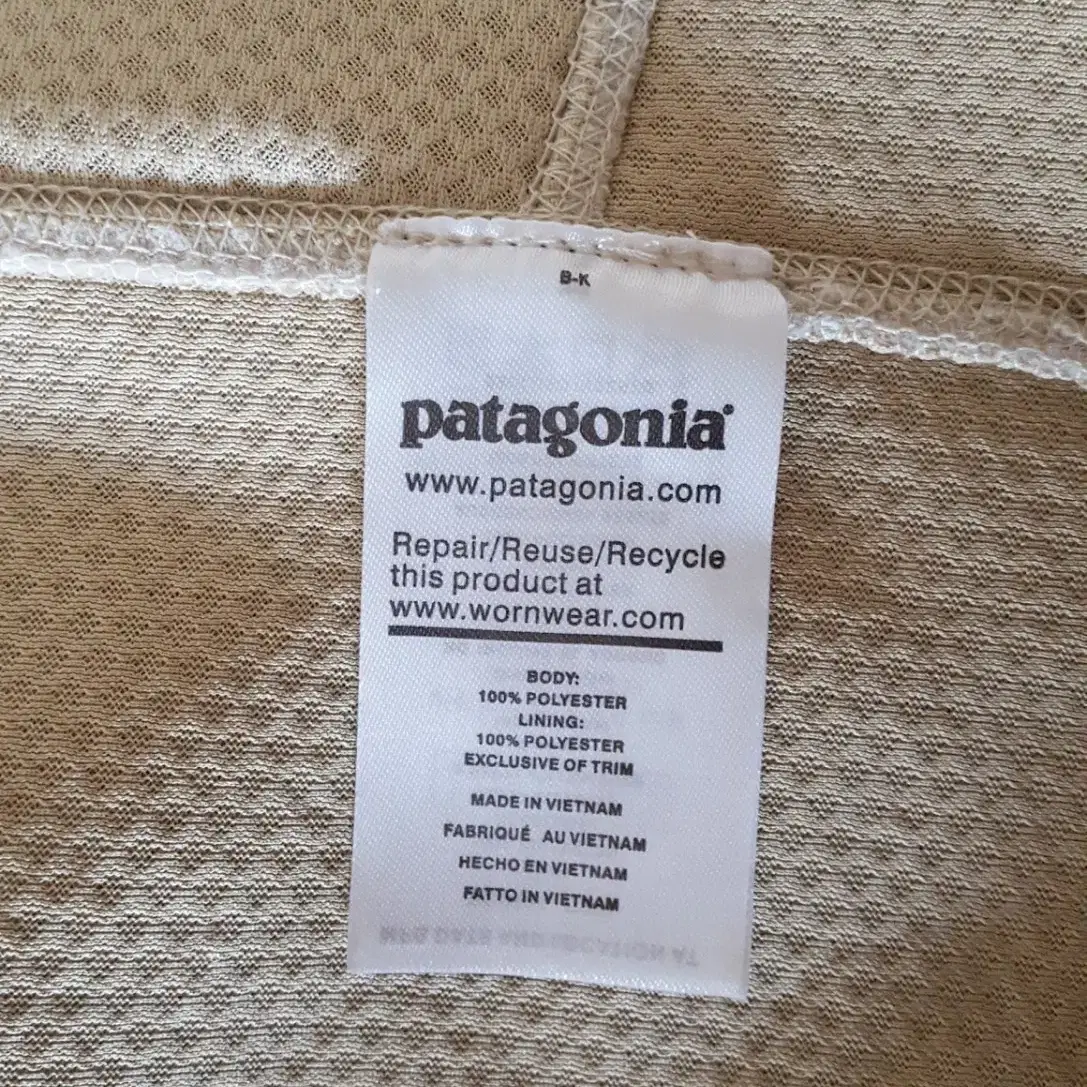 B-K
patagonia®
www.patagonia.com
Repair/Reuse/Recycle
this product at
www.wornwear.com
BODY:
100% POLYESTER
LINING:
100% POLYESTER
EXCLUSIVE OF TRIM
MADE IN VIETNAM
FABRIQUÉ AU VIETNAM
HECHO EN VIETNAM
FATTO IN VIETNAM